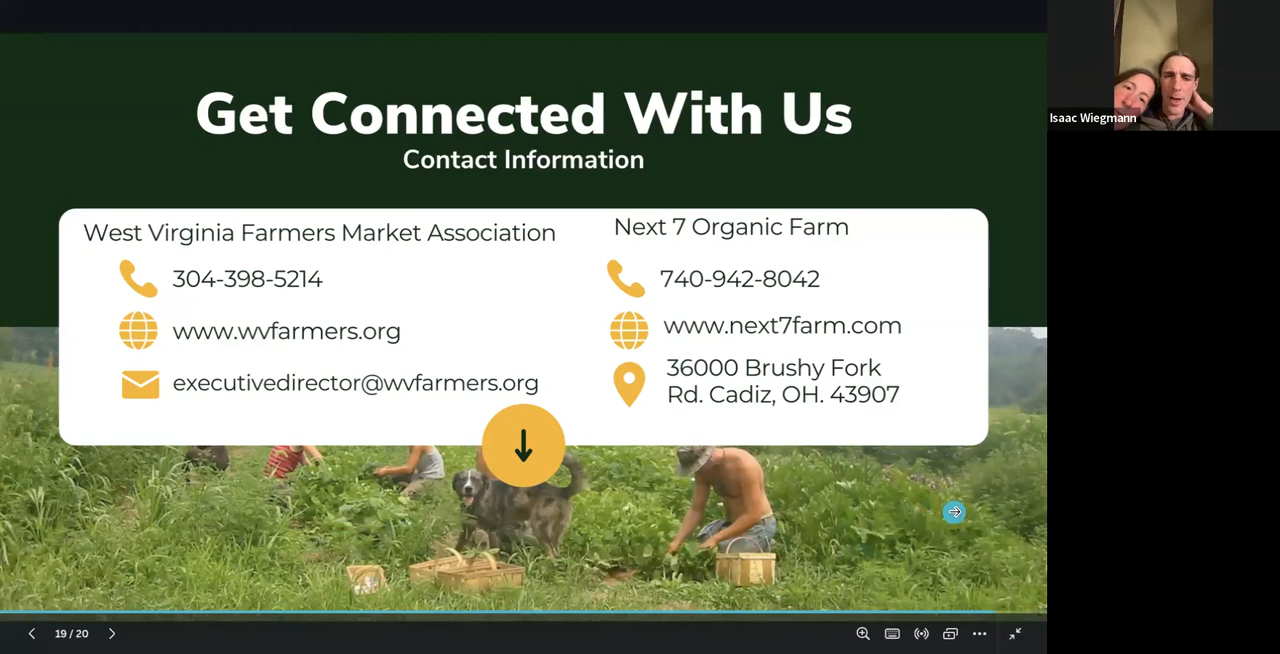 Get Connected With Us
Contact Information
West Virginia Farmers Market Association
304-398-5214
www.wvfarmers.org
executivedirector@wvfarmers.org
Next 7 Organic Farm
740-942-8042
www.next7farm.com
36000 Brushy Fork
Rd. Cadiz, OH. 43907
Isaac Wiegmann
19 / 20